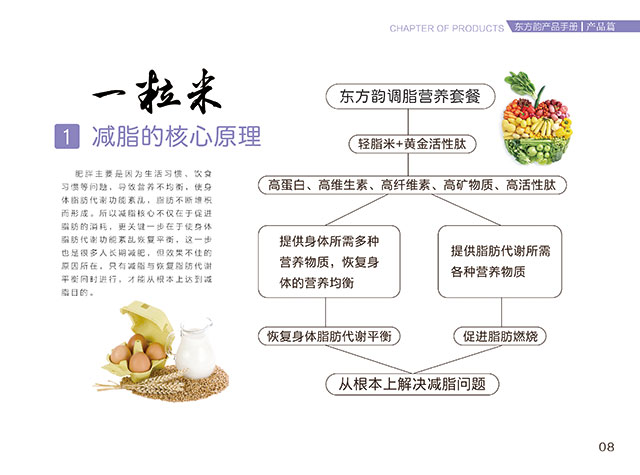 CHAPTER OF PRODUCTS 东方韵产品手册 | 产品篇
一粒米
1 减脂的核心原理
肥胖主要是因为生活习惯、饮食
习惯等问题，导致营养不均衡，使身
体脂肪代谢功能紊乱，脂肪不断堆积
而形成。所以减脂核心不仅在于促进
脂肪的消耗，更关键一步在于使身体
脂肪代谢功能紊乱恢复平衡，这一步
也是很多人长期减肥，但效果不佳的
原因所在，只有减脂与恢复脂肪代谢
平衡同时进行，才能从根本上达到减
脂目的。
东方韵调脂营养套餐
轻脂米+黄金活性肽
高蛋白、高维生素、高纤维素、高矿物质、高活性肽
提供身体所需多种
营养物质，恢复身
体的营养均衡
提供脂肪代谢所需
各种营养物质
恢复身体脂肪代谢平衡
促进脂肪燃烧
从根本上解决减脂问题
08